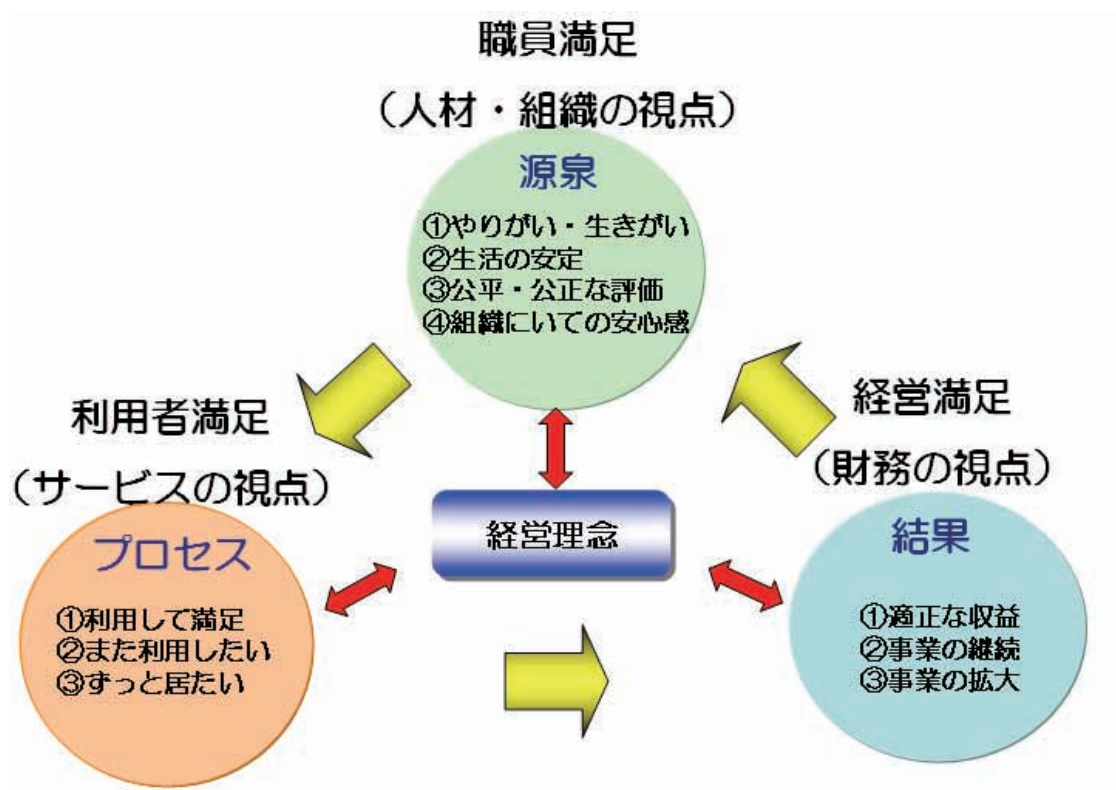 職員満足
（人材・組織の視点）
源泉
①やりがい・生きがい
②生活の安定
③公平・公正な評価
④組織にいての安心感
利用者満足
（サービスの視点）
プロセス
①利用して満足
②また利用したい
③ずっと居たい
経営理念
経営満足
（財務の視点）
結果
①適正な収益
②事業の継続
③事業の拡大